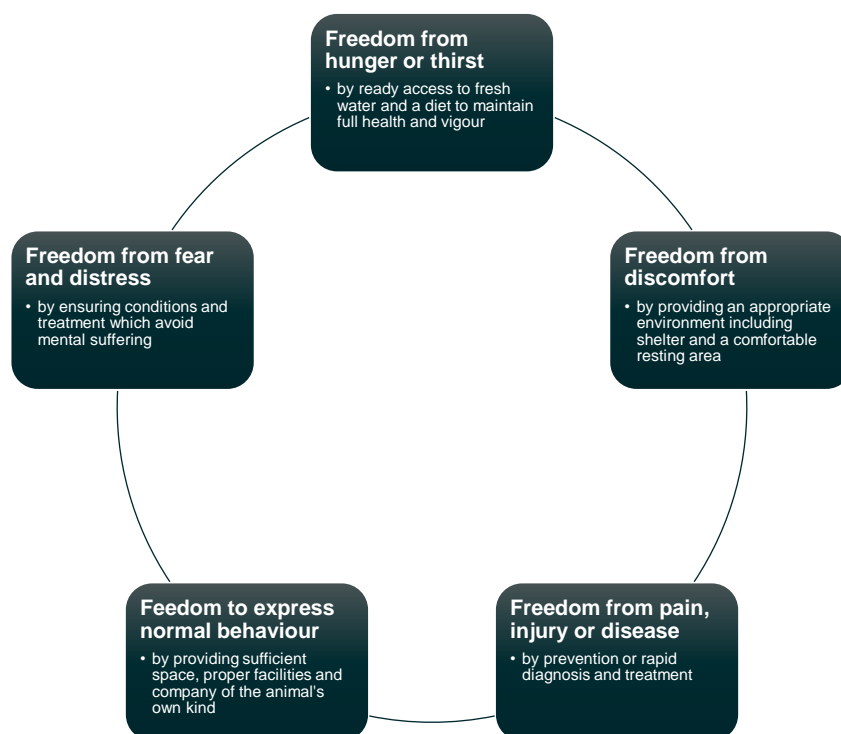 Freedom from
hunger or thirst
• by ready access to fresh
water and a diet to maintain
full health and vigour
Freedom from
discomfort
• by providing an appropriate
environment including
shelter and a comfortable
resting area
Freedom from pain,
injury or disease
• by prevention or rapid
diagnosis and treatment
Feedom to express
normal behaviour
• by providing sufficient
space, proper facilities and
company of the animal's
own kind
Freedom from fear
and distress
• by ensuring conditions and
treatment which avoid
mental suffering